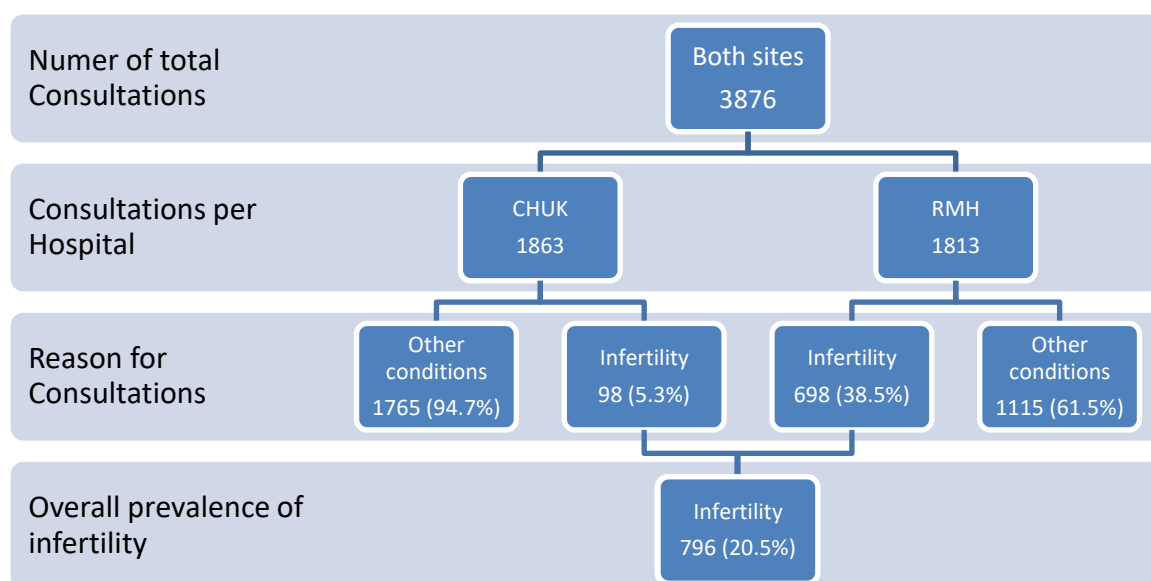 Numer of total
Consultations
Both sites
3876
Consultations per
Hospital
CHUK
1863
RMH
1813
Reason for
Consultations
Other
conditions
1765 (94.7%)
Infertility
98 (5.3%)
Infertility
698 (38.5%)
Other
conditions
1115 (61.5%)
Overall prevalence of
infertility
Infertility
796 (20.5%)